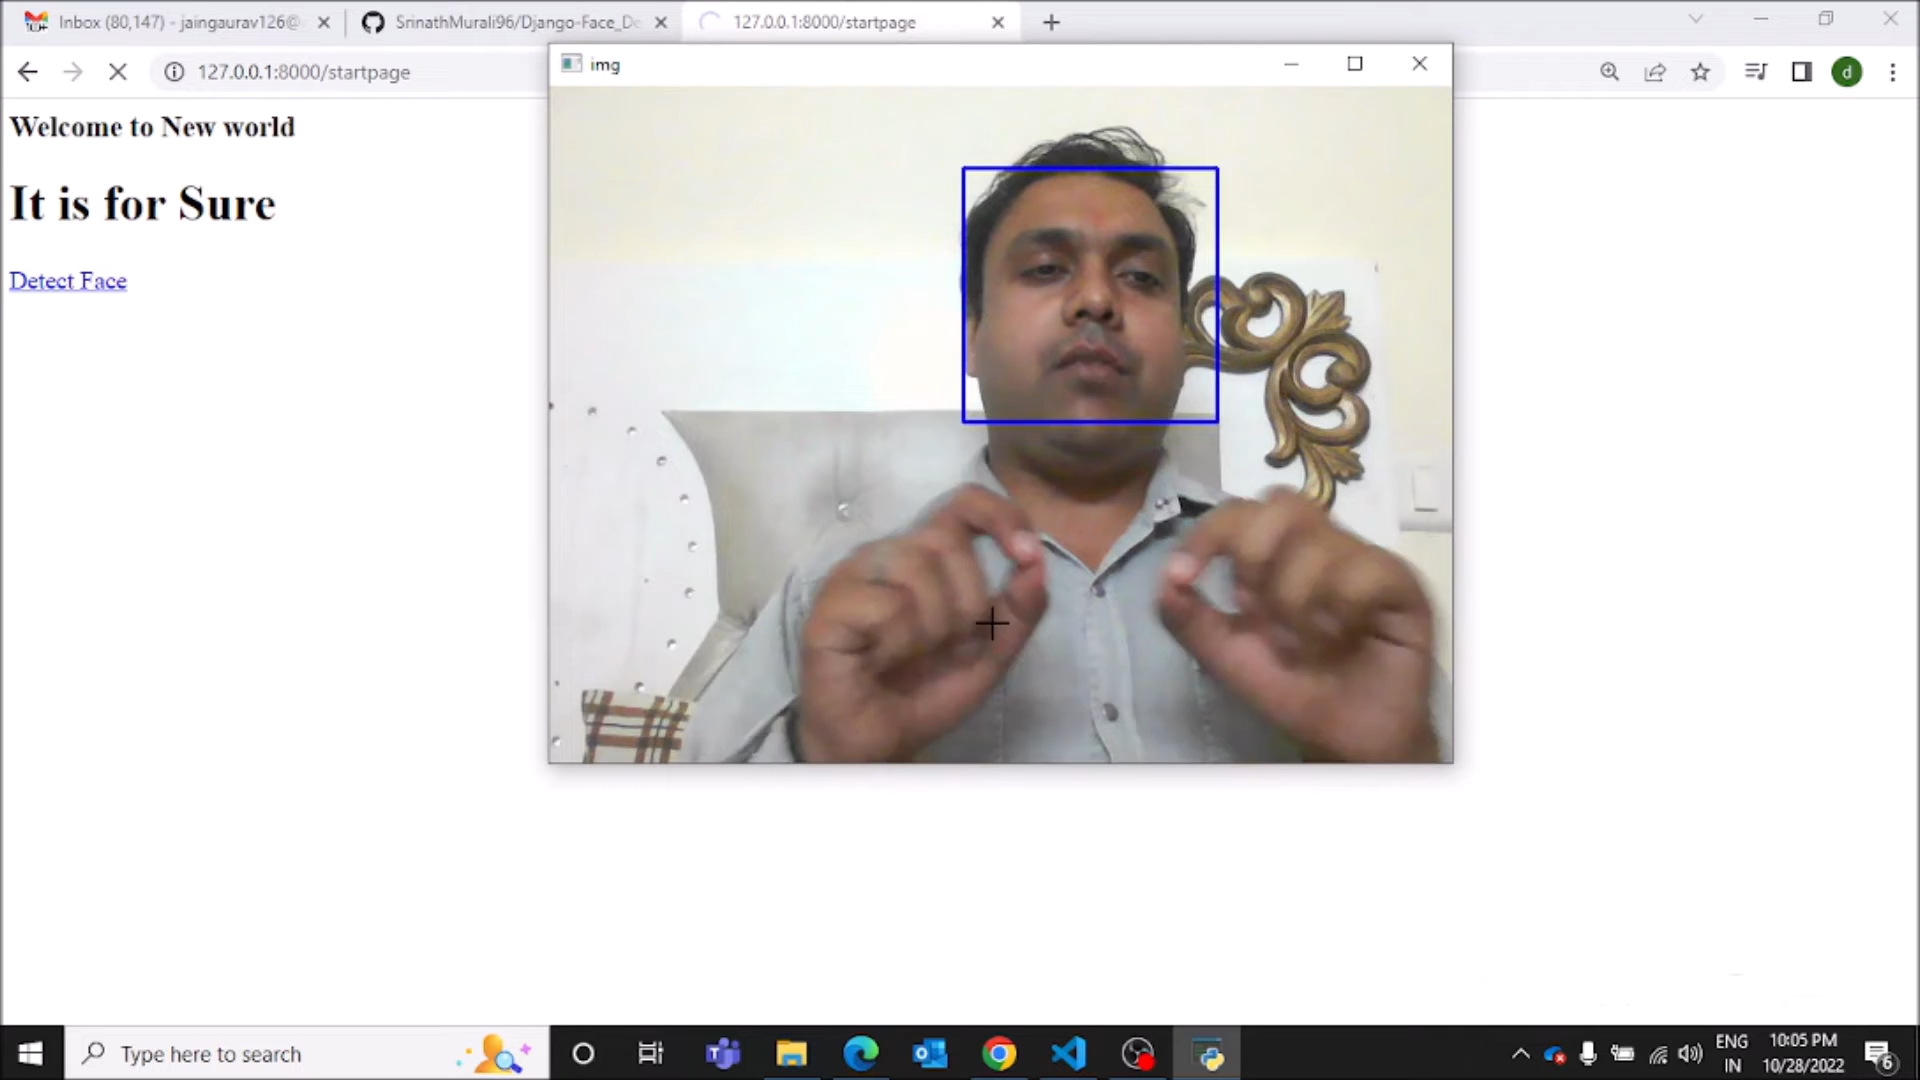 Inbox (80,147) - jaingaurav126@
SrinathMurali96/Django-Face_De
127.0.0.1:8000/startpage
127.0.0.1:8000/startpage
d
img
Welcome to New world
It is for Sure
Detect Face
Type here to search
ENG
IN
10:05 PM
10/28/2022
6